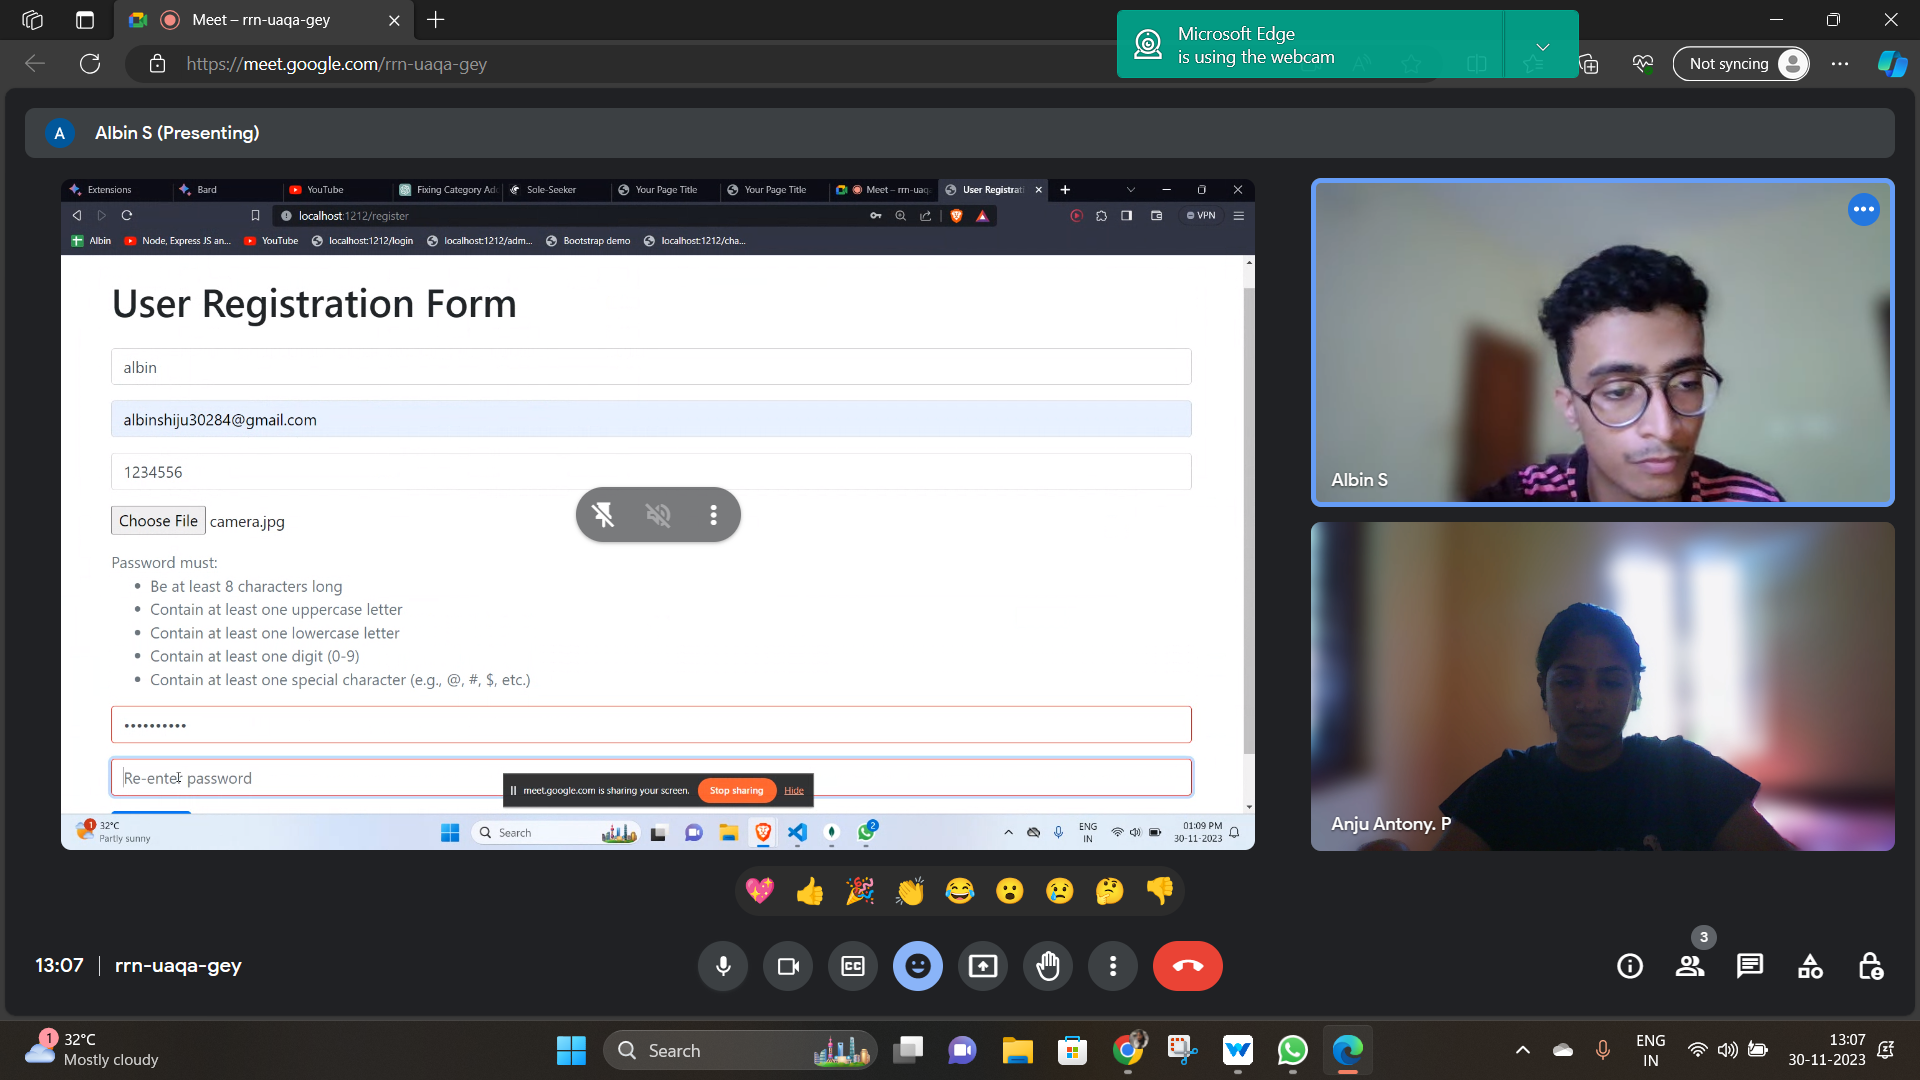 Meet – rrn-uaqa-gey
Microsoft Edge
is using the webcam
https://meet.google.com/rrn-uaqa-gey
Not syncing
A
Albin S (Presenting)
Extensions
Bard
YouTube
Fixing Category Ad
Sole-Seeker
Your Page Title
Your Page Title
Meet – rrn-uaq
User Registrati
localhost:1212/register
VPN
Albin
Node, Express JS an...
YouTube
localhost:1212/login
localhost:1212/adm...
Bootstrap demo
localhost:1212/cha...
User Registration Form
albin
albinshiju30284@gmail.com
1234556
Choose File camera.jpg
Password must:
Be at least 8 characters long
Contain at least one uppercase letter
Contain at least one lowercase letter
Contain at least one digit (0-9)
Contain at least one special character (e.g., @, #, $, etc.)
••••••••••
Re-enter password
meet.google.com is sharing your screen.
Stop sharing
Hide
1
32°C
Partly sunny
Search
2
ENG
IN
01:09 PM
30-11-2023
Albin S
Anju Antony. P
13:07
rrn-uaqa-gey
CC
3
1
32°C
Mostly cloudy
Search
ENG
IN
13:07
30-11-2023